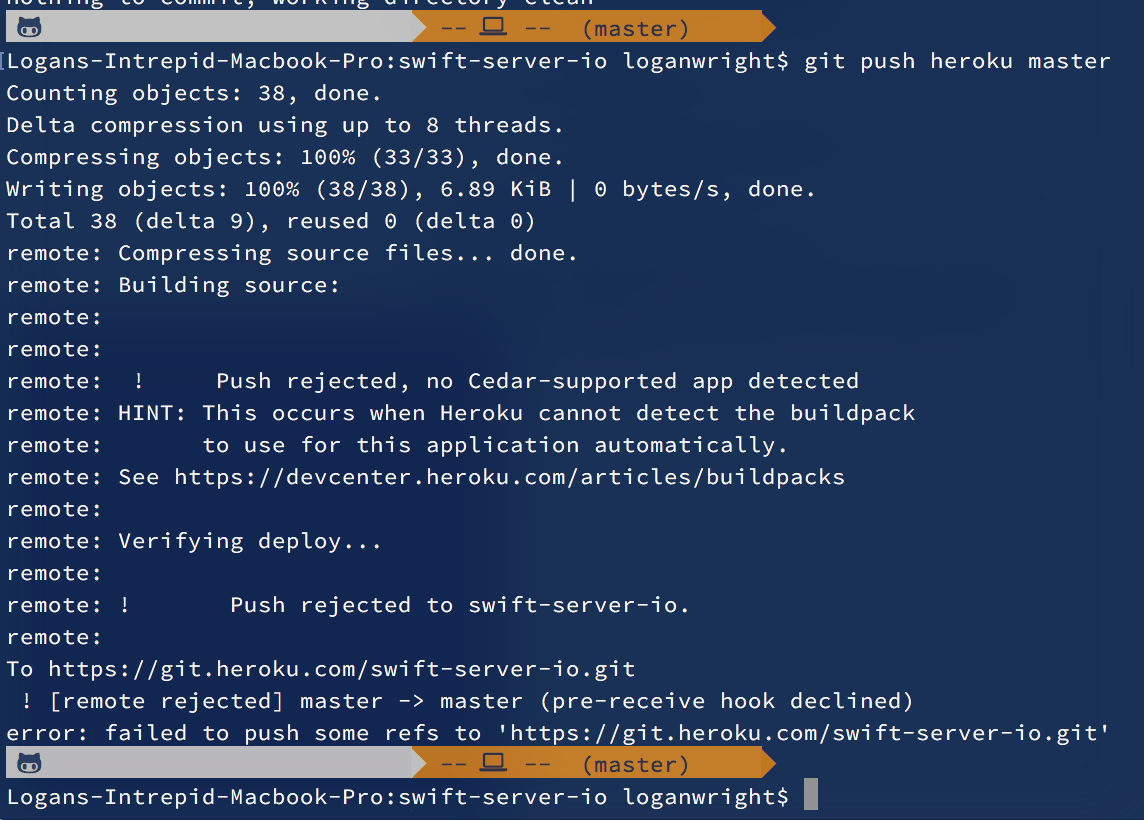 nothing to commit, working directory clean
-- -- (master)
Logans-Intrepid-Macbook-Pro:swift-server-io loganwright$ git push heroku master
Counting objects: 38, done.
Delta compression using up to 8 threads.
Compressing objects: 100% (33/33), done.
Writing objects: 100% (38/38), 6.89 KiB | 0 bytes/s, done.
Total 38 (delta 9), reused 0 (delta 0)
remote: Compressing source files... done.
remote: Building source:
remote:
remote:
remote:  !     Push rejected, no Cedar-supported app detected
remote: HINT: This occurs when Heroku cannot detect the buildpack
remote:       to use for this application automatically.
remote: See https://devcenter.heroku.com/articles/buildpacks
remote:
remote: Verifying deploy...
remote:
remote: !       Push rejected to swift-server-io.
remote:
To https://git.heroku.com/swift-server-io.git
 ! [remote rejected] master -> master (pre-receive hook declined)
error: failed to push some refs to 'https://git.heroku.com/swift-server-io.git'
-- -- (master)
Logans-Intrepid-Macbook-Pro:swift-server-io loganwright$